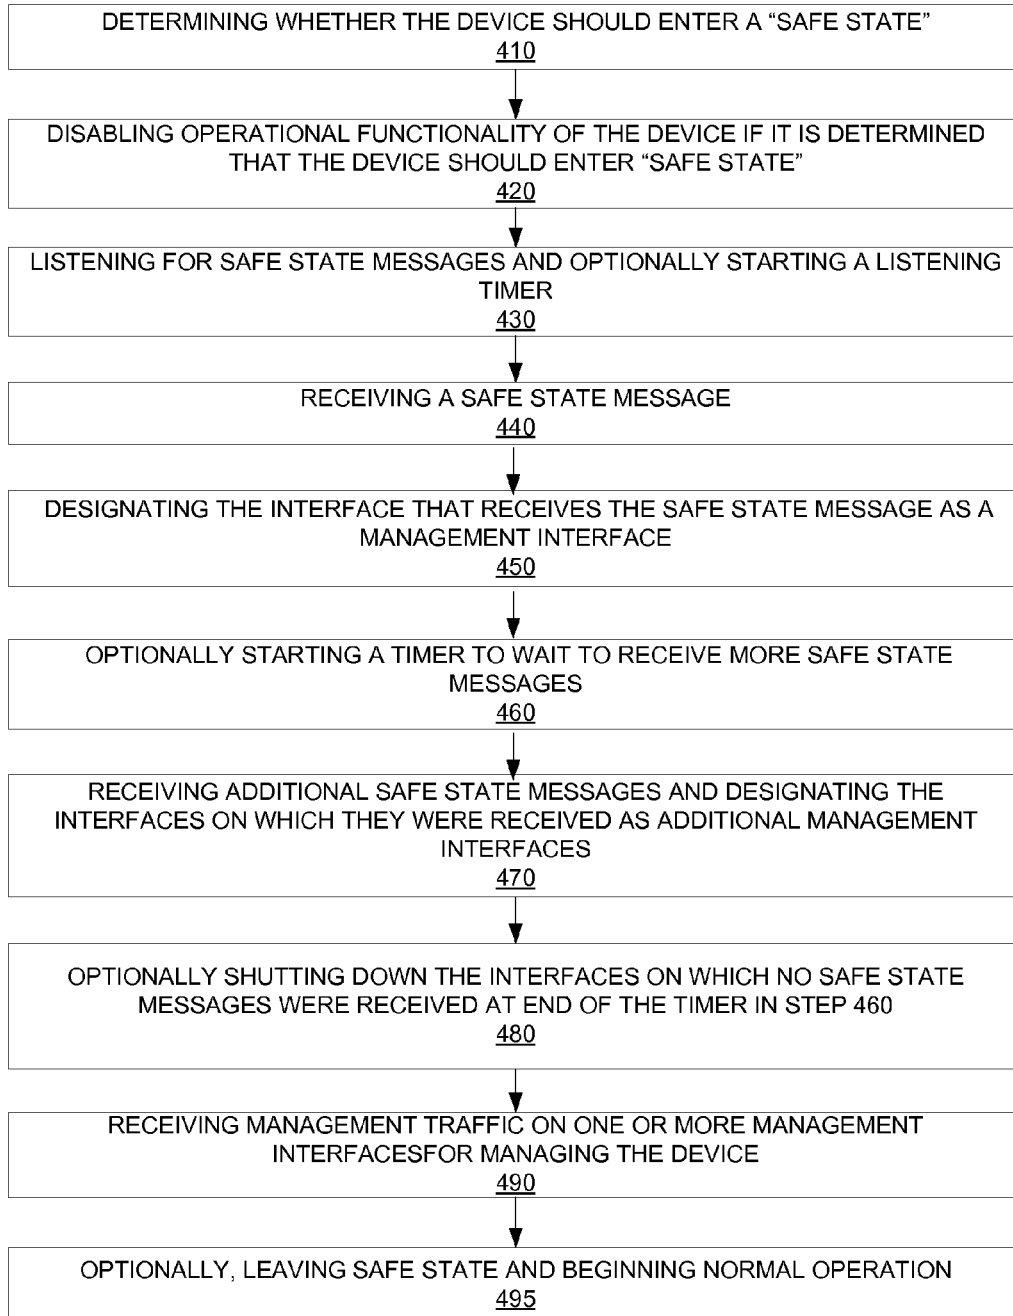 DETERMINING WHETHER THE DEVICE SHOULD ENTER A “SAFE STATE”
410
DISABLING OPERATIONAL FUNCTIONALITY OF THE DEVICE IF IT IS DETERMINED
THAT THE DEVICE SHOULD ENTER “SAFE STATE”
420
LISTENING FOR SAFE STATE MESSAGES AND OPTIONALLY STARTING A LISTENING
TIMER
430
RECEIVING A SAFE STATE MESSAGE
440
DESIGNATING THE INTERFACE THAT RECEIVES THE SAFE STATE MESSAGE AS A
MANAGEMENT INTERFACE
450
OPTIONALLY STARTING A TIMER TO WAIT TO RECEIVE MORE SAFE STATE
MESSAGES
460
RECEIVING ADDITIONAL SAFE STATE MESSAGES AND DESIGNATING THE
INTERFACES ON WHICH THEY WERE RECEIVED AS ADDITIONAL MANAGEMENT
INTERFACES
470
OPTIONALLY SHUTTING DOWN THE INTERFACES ON WHICH NO SAFE STATE
MESSAGES WERE RECEIVED AT END OF THE TIMER IN STEP 460
480
RECEIVING MANAGEMENT TRAFFIC ON ONE OR MORE MANAGEMENT
INTERFACESFOR MANAGING THE DEVICE
490
OPTIONALLY, LEAVING SAFE STATE AND BEGINNING NORMAL OPERATION
495